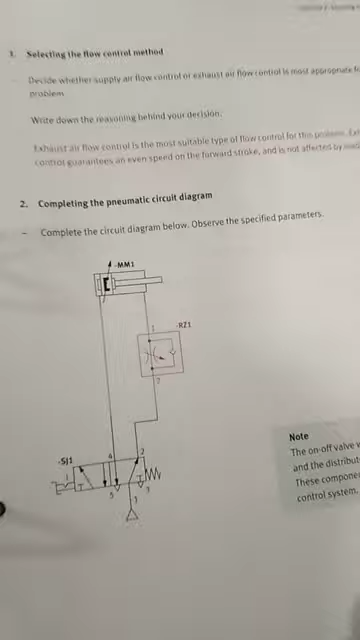 1. Selecting the flow control method
– Decide whether supply air flow control or exhaust air flow control is most appropriate
problem.
Write down the reasoning behind your decision.
Exhaust air flow control is the most suitable type of flow control for this problem.
control guarantees an even speed on the forward stroke, and is not affected by
2. Completing the pneumatic circuit diagram
– Complete the circuit diagram below. Observe the specified parameters.
-MM1
1
-RZ1
2
-SJ1
4
2
5
1
3
Note
The on-off valve
and the
These
control system.